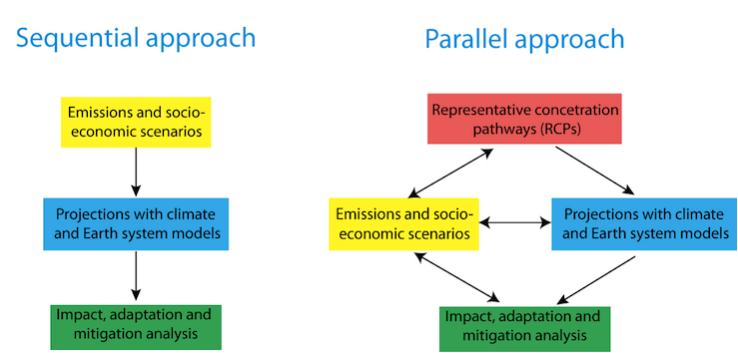 Sequential approach
Emissions and socio-
economic scenarios
Projections with climate
and Earth system models
Impact, adaptation and
mitigation analysis
Parallel approach
Representative concetration
pathways (RCPs)
Emissions and socio-
economic scenarios
Projections with climate
and Earth system models
Impact, adaptation and
mitigation analysis